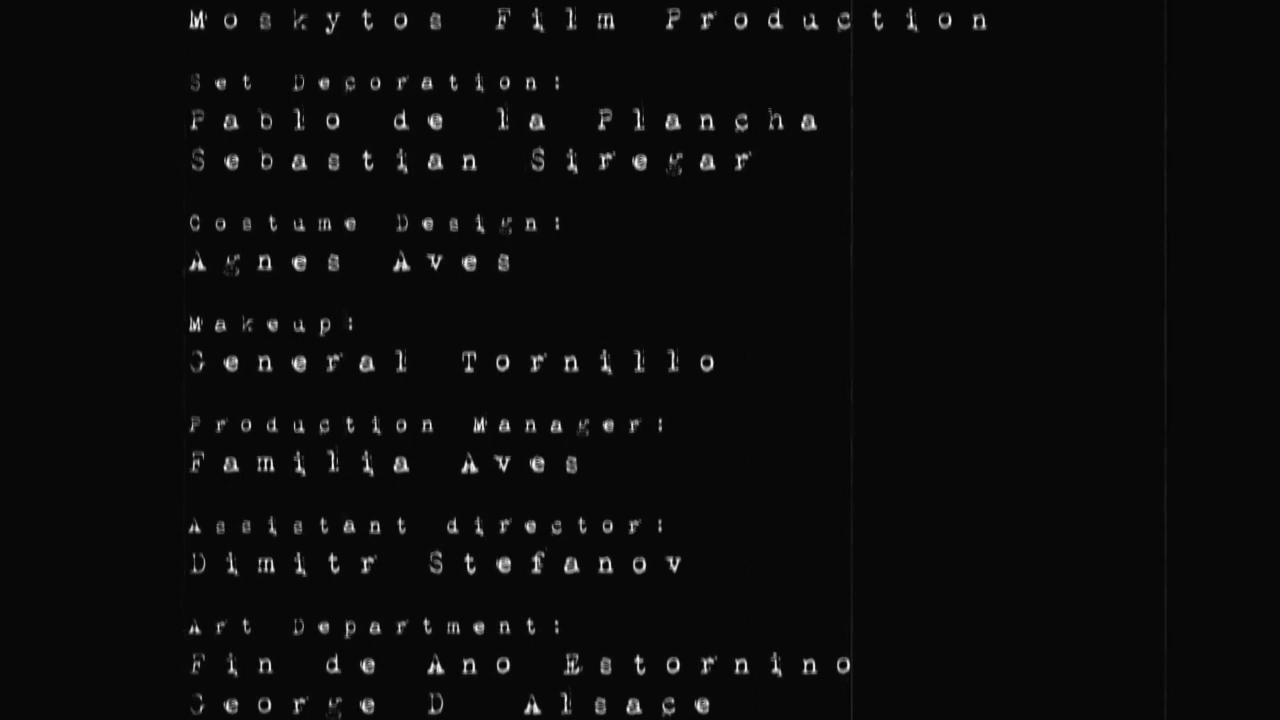 Moskytos Film Production
Set Decoration:
Pablo de la Plancha
Sebastian Siregar
Costume Design:
Agnes Aves
Makeup:
General Tornillo
Production Manager:
Familia Aves
Assistant director:
Dimitr Stefanov
Art Department:
Fin de Ano Estornino
George D Alsace